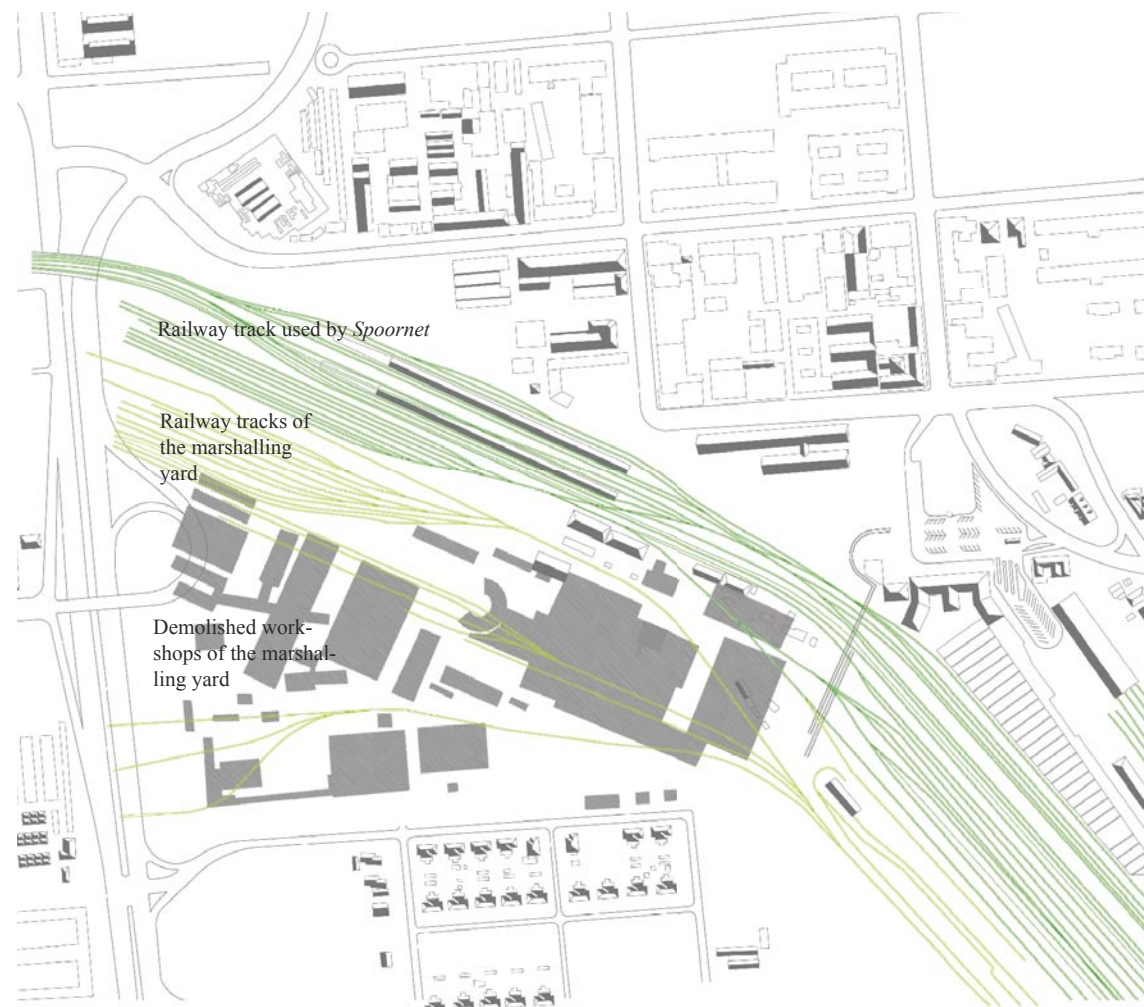 Railway track used by Spoornet
Railway tracks of
the marshalling
yard
Demolished work-
shops of the marshal-
ling yard